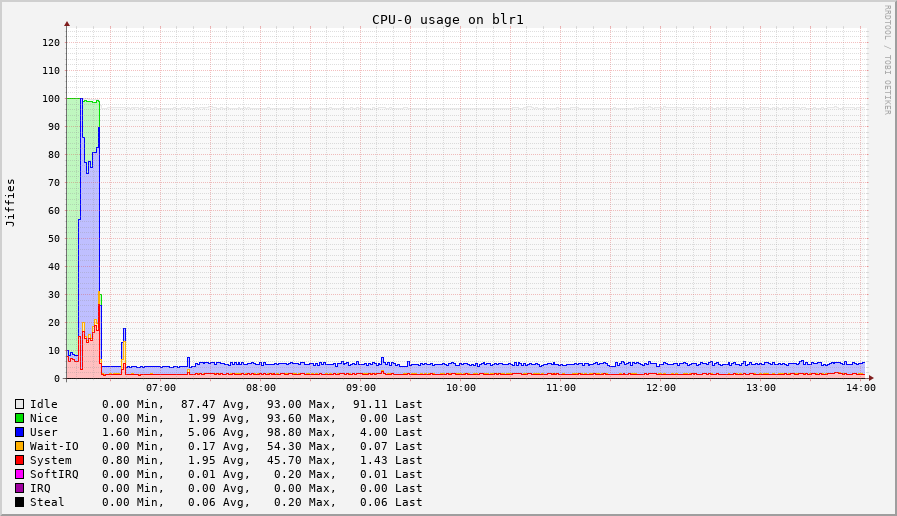 CPU-0 usage on blr1
RRDTOOL / TOBI OETIKER
Jiffies
120
110
100
90
80
70
60
50
40
30
20
10
0
07:00 08:00 09:00 10:00 11:00 12:00 13:00 14:00
Idle 0.00 Min, 87.47 Avg, 93.00 Max, 91.11 Last
Nice 0.00 Min, 1.99 Avg, 93.60 Max, 0.00 Last
User 1.60 Min, 5.06 Avg, 98.80 Max, 4.00 Last
Wait-IO 0.00 Min, 0.17 Avg, 54.30 Max, 0.07 Last
System 0.80 Min, 1.95 Avg, 45.70 Max, 1.43 Last
SoftIRQ 0.00 Min, 0.01 Avg, 0.20 Max, 0.01 Last
IRQ 0.00 Min, 0.00 Avg, 0.00 Max, 0.00 Last
Steal 0.00 Min, 0.06 Avg, 0.20 Max, 0.06 Last